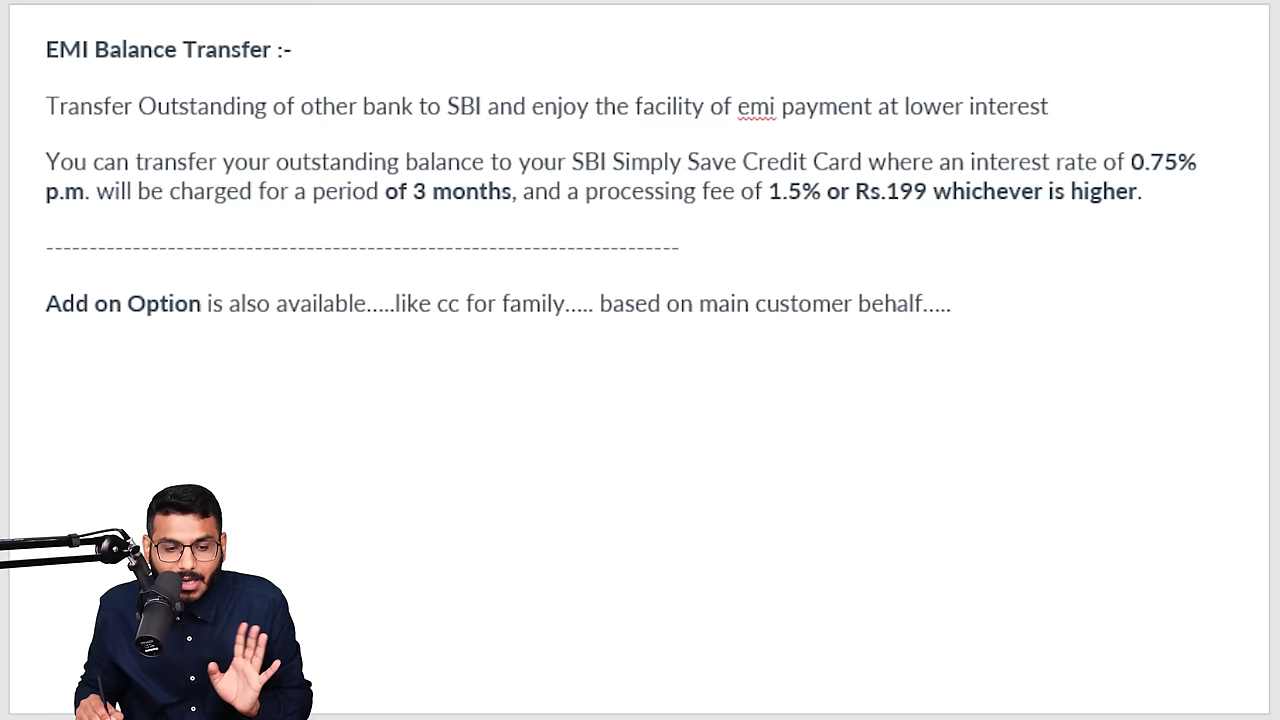 EMI Balance Transfer :-
Transfer Outstanding of other bank to SBI and enjoy the facility of emi payment at lower interest
You can transfer your outstanding balance to your SBI Simply Save Credit Card where an interest rate of 0.75%
p.m. will be charged for a period of 3 months, and a processing fee of 1.5% or Rs.199 whichever is higher.
------------------------------------------------------------------------
Add on Option is also available.....like cc for family..... based on main customer behalf.....